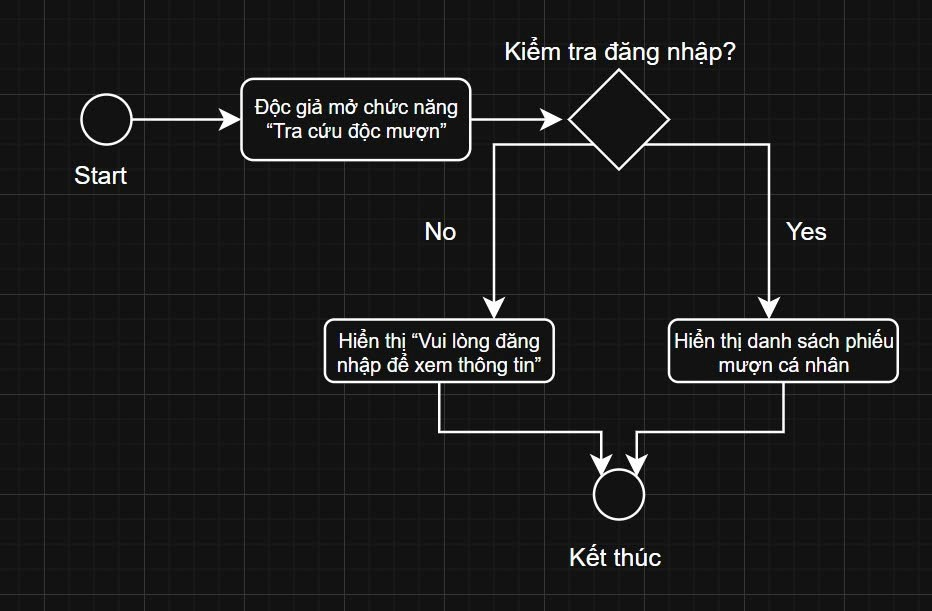 Kiểm tra đăng nhập?
Độc giả mở chức năng
“Tra cứu độc mượn”
Start
No
Yes
Hiển thị “Vui lòng đăng
nhập để xem thông tin”
Hiển thị danh sách phiếu
mượn cá nhân
Kết thúc